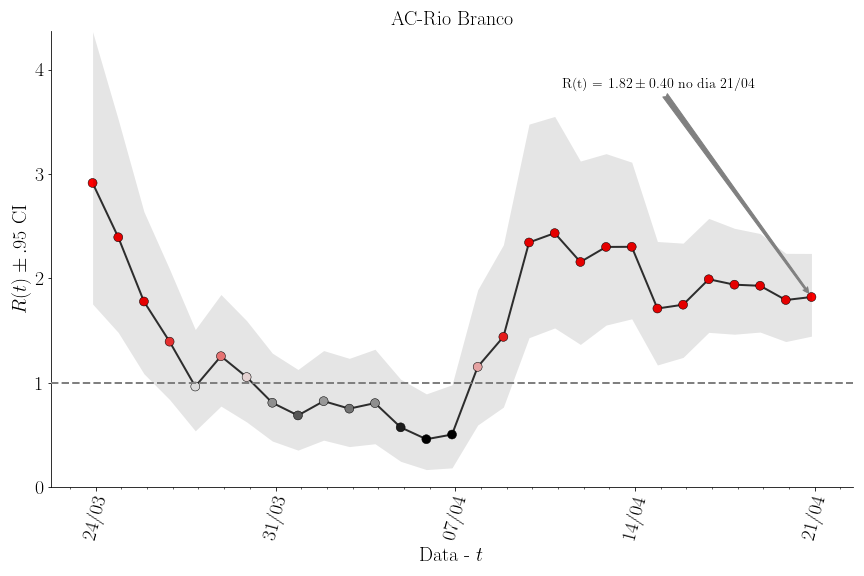 AC-Rio Branco
R(t) = 1.82 ± 0.40 no dia 21/04
R(t) ± .95 CI
4
3
2
1
0
24/03
31/03
07/04
14/04
21/04
Data - t